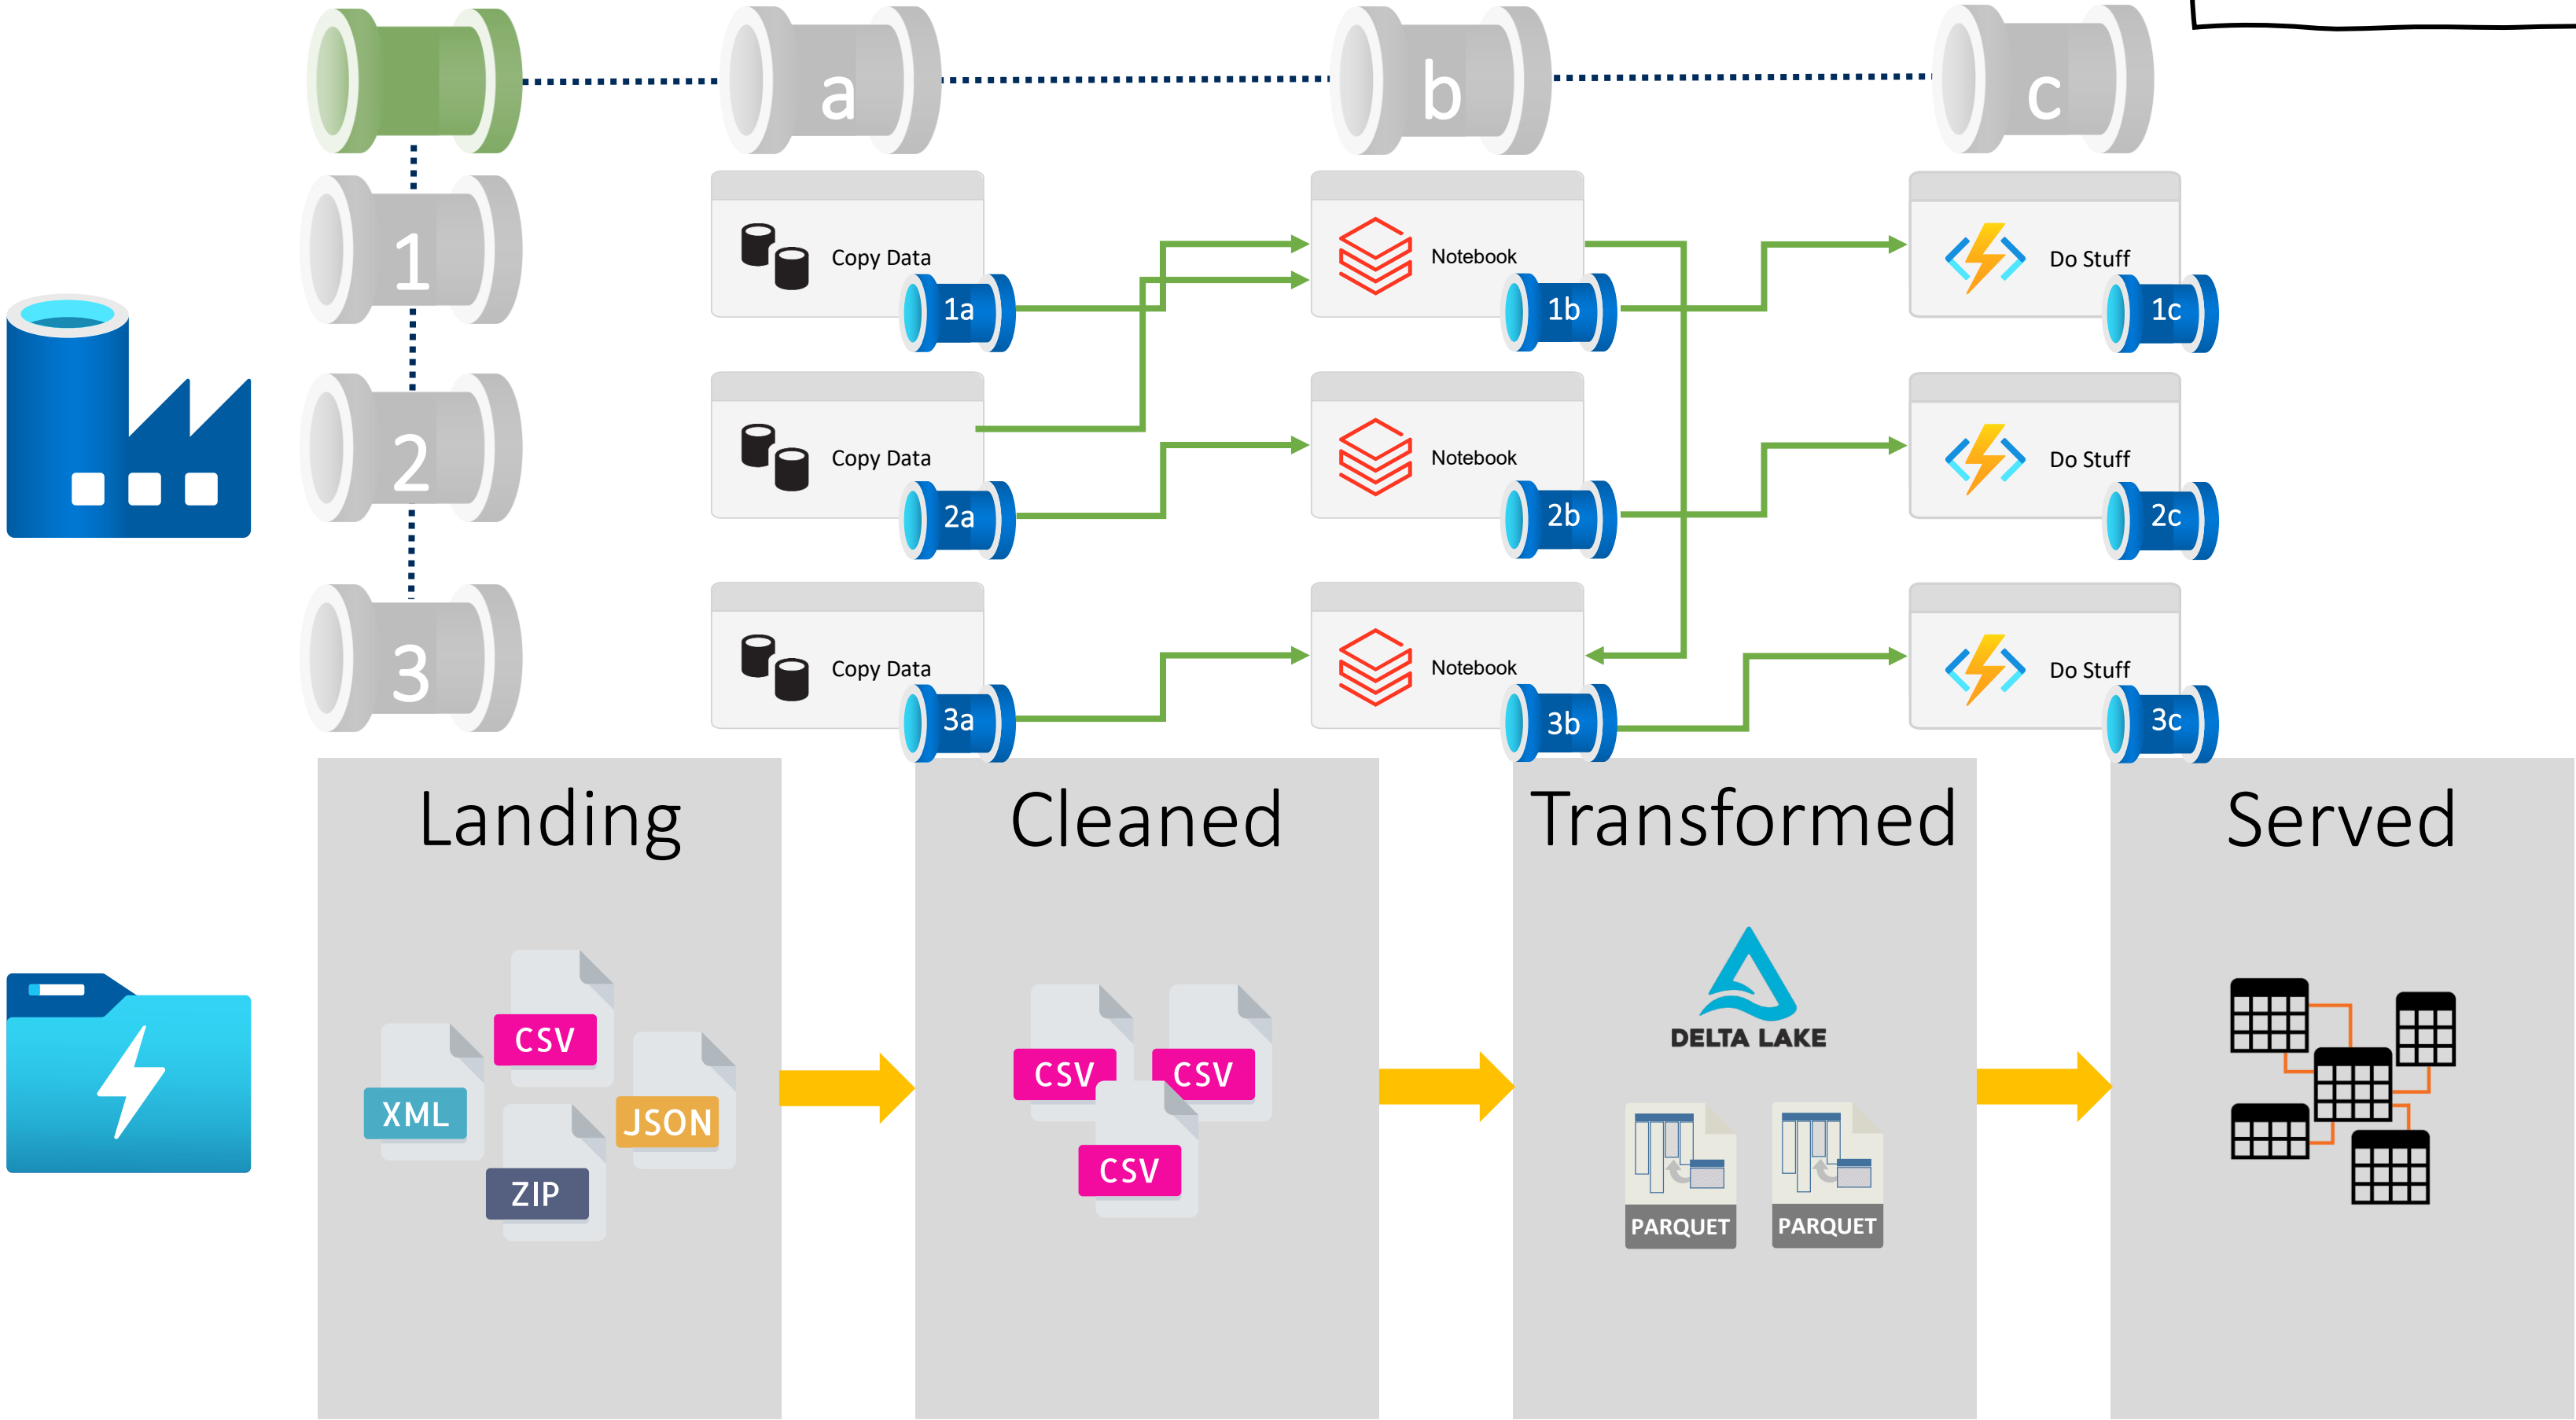 a
b
c
1
Copy Data
1a
Notebook
1b
Do Stuff
1c
2
Copy Data
2a
Notebook
2b
Do Stuff
2c
3
Copy Data
3a
Notebook
3b
Do Stuff
3c
Landing
Cleaned
Transformed
Served
CSV
XML
JSON
ZIP
CSV
CSV
CSV
DELTA LAKE
PARQUET
PARQUET